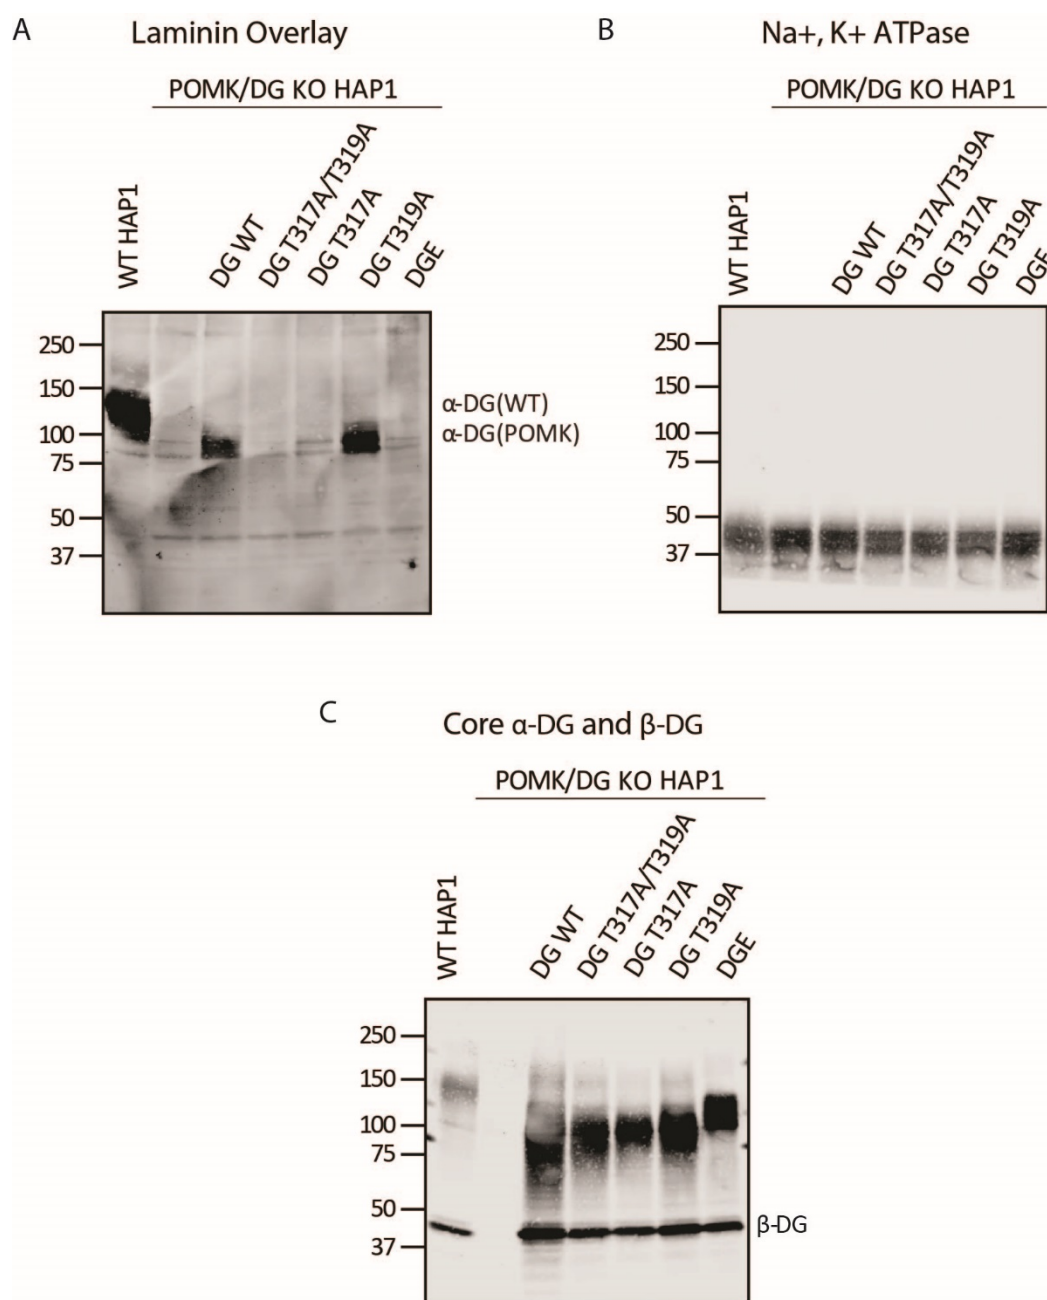 A
Laminin Overlay
POMK/DG KO HAP1
WT HAP1
DG WT
DG T317A/T319A
DG T317A
DG T319A
DGE
250
150
100
75
50
37
α-DG(WT)
α-DG(POMK)
B
Na+, K+ ATPase
POMK/DG KO HAP1
WT HAP1
DG WT
DG T317A/T319A
DG T317A
DG T319A
DGE
250
150
100
75
50
37
C
Core α-DG and β-DG
POMK/DG KO HAP1
WT HAP1
DG WT
DG T317A/T319A
DG T317A
DG T319A
DGE
250
150
100
75
50
37
β-DG